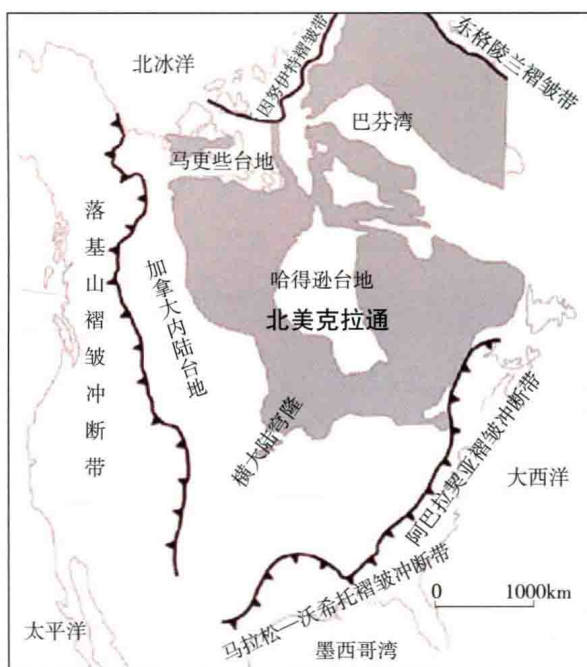 北冰洋
因努伊特褶皱带
东格陵兰褶皱带
巴芬湾
马更些台地
落基山褶皱冲断带
加拿大内陆台地
哈得逊台地
北美克拉通
横大陆穹隆
阿巴拉契亚褶皱冲断带
大西洋
马拉松—沃希托褶皱冲断带
0 1000km
太平洋
墨西哥湾